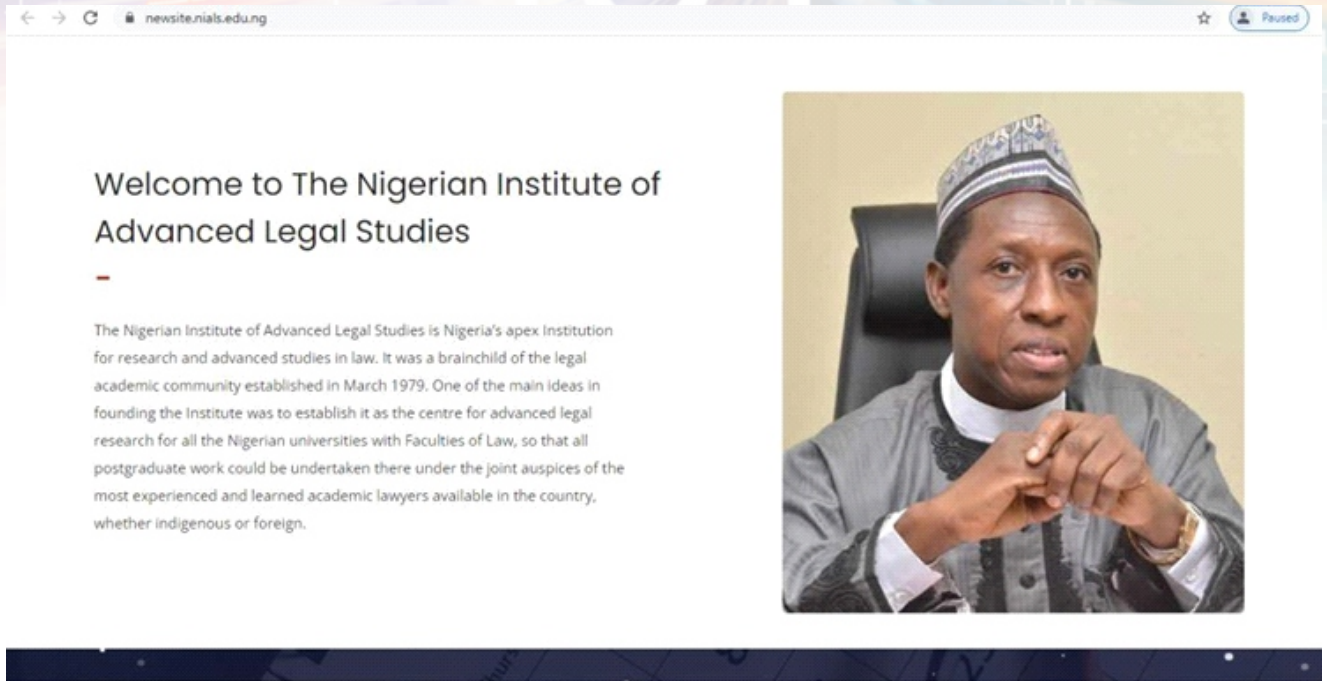 newsite.nials.edu.ng
Paused
Welcome to The Nigerian Institute of
Advanced Legal Studies
The Nigerian Institute of Advanced Legal Studies is Nigeria's apex Institution
for research and advanced studies in law. It was a brainchild of the legal
academic community established in March 1979. One of the main ideas in
founding the Institute was to establish it as the centre for advanced legal
research for all the Nigerian universities with Faculties of Law, so that all
postgraduate work could be undertaken there under the joint auspices of the
most experienced and learned academic lawyers available in the country,
whether indigenous or foreign.